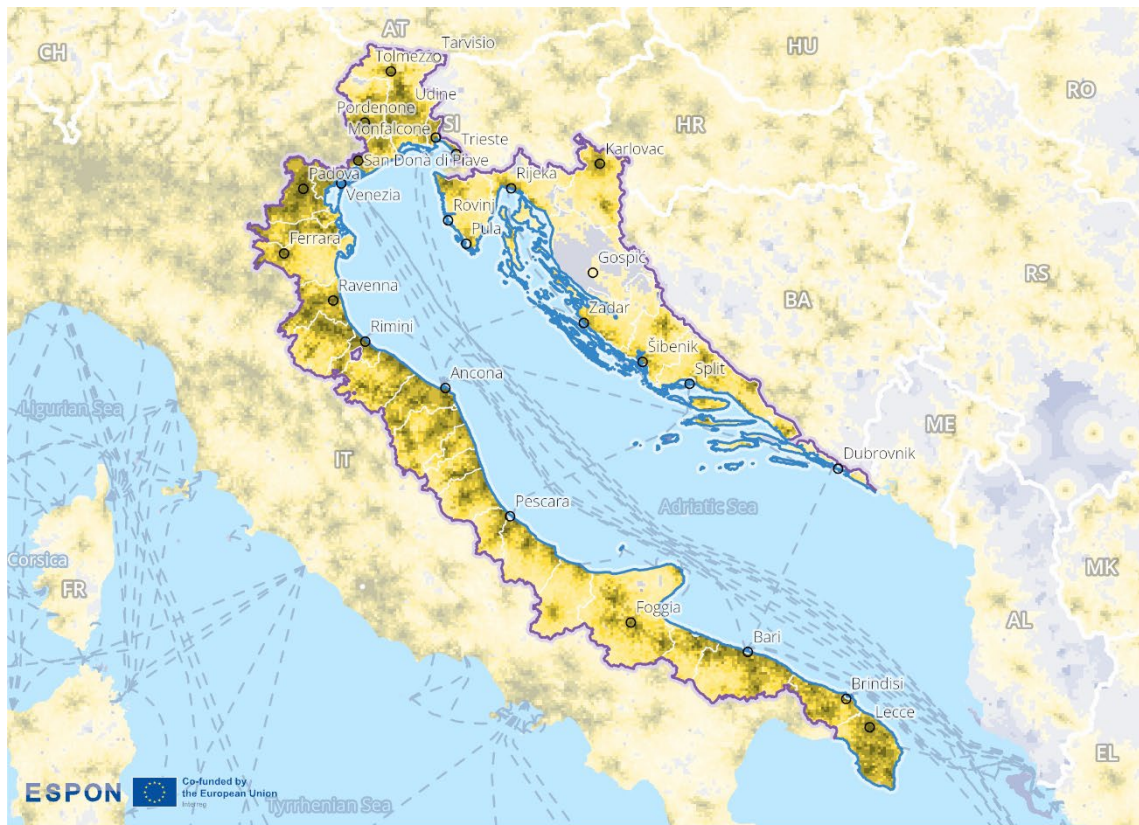 CH
AT
Tarvisio
HU
Tolmezzo
RO
Udine
Pordenone
SI
HR
Monfalcone
Trieste
San Donà di Piave
Karlovac
Padova
Venezia
Rijeka
Rovinj
Pula
Ferrara
Gospić
RS
Ravenna
BA
Zadar
Rimini
Šibenik
Ancona
Split
Ligurian Sea
ME
IT
Dubrovnik
Pescara
Adriatic Sea
Corsica
MK
FR
Foggia
AL
Bari
Brindisi
Lecce
EL
ESPON
Co-funded by
the European Union
Interreg
Tyrrhenian Sea